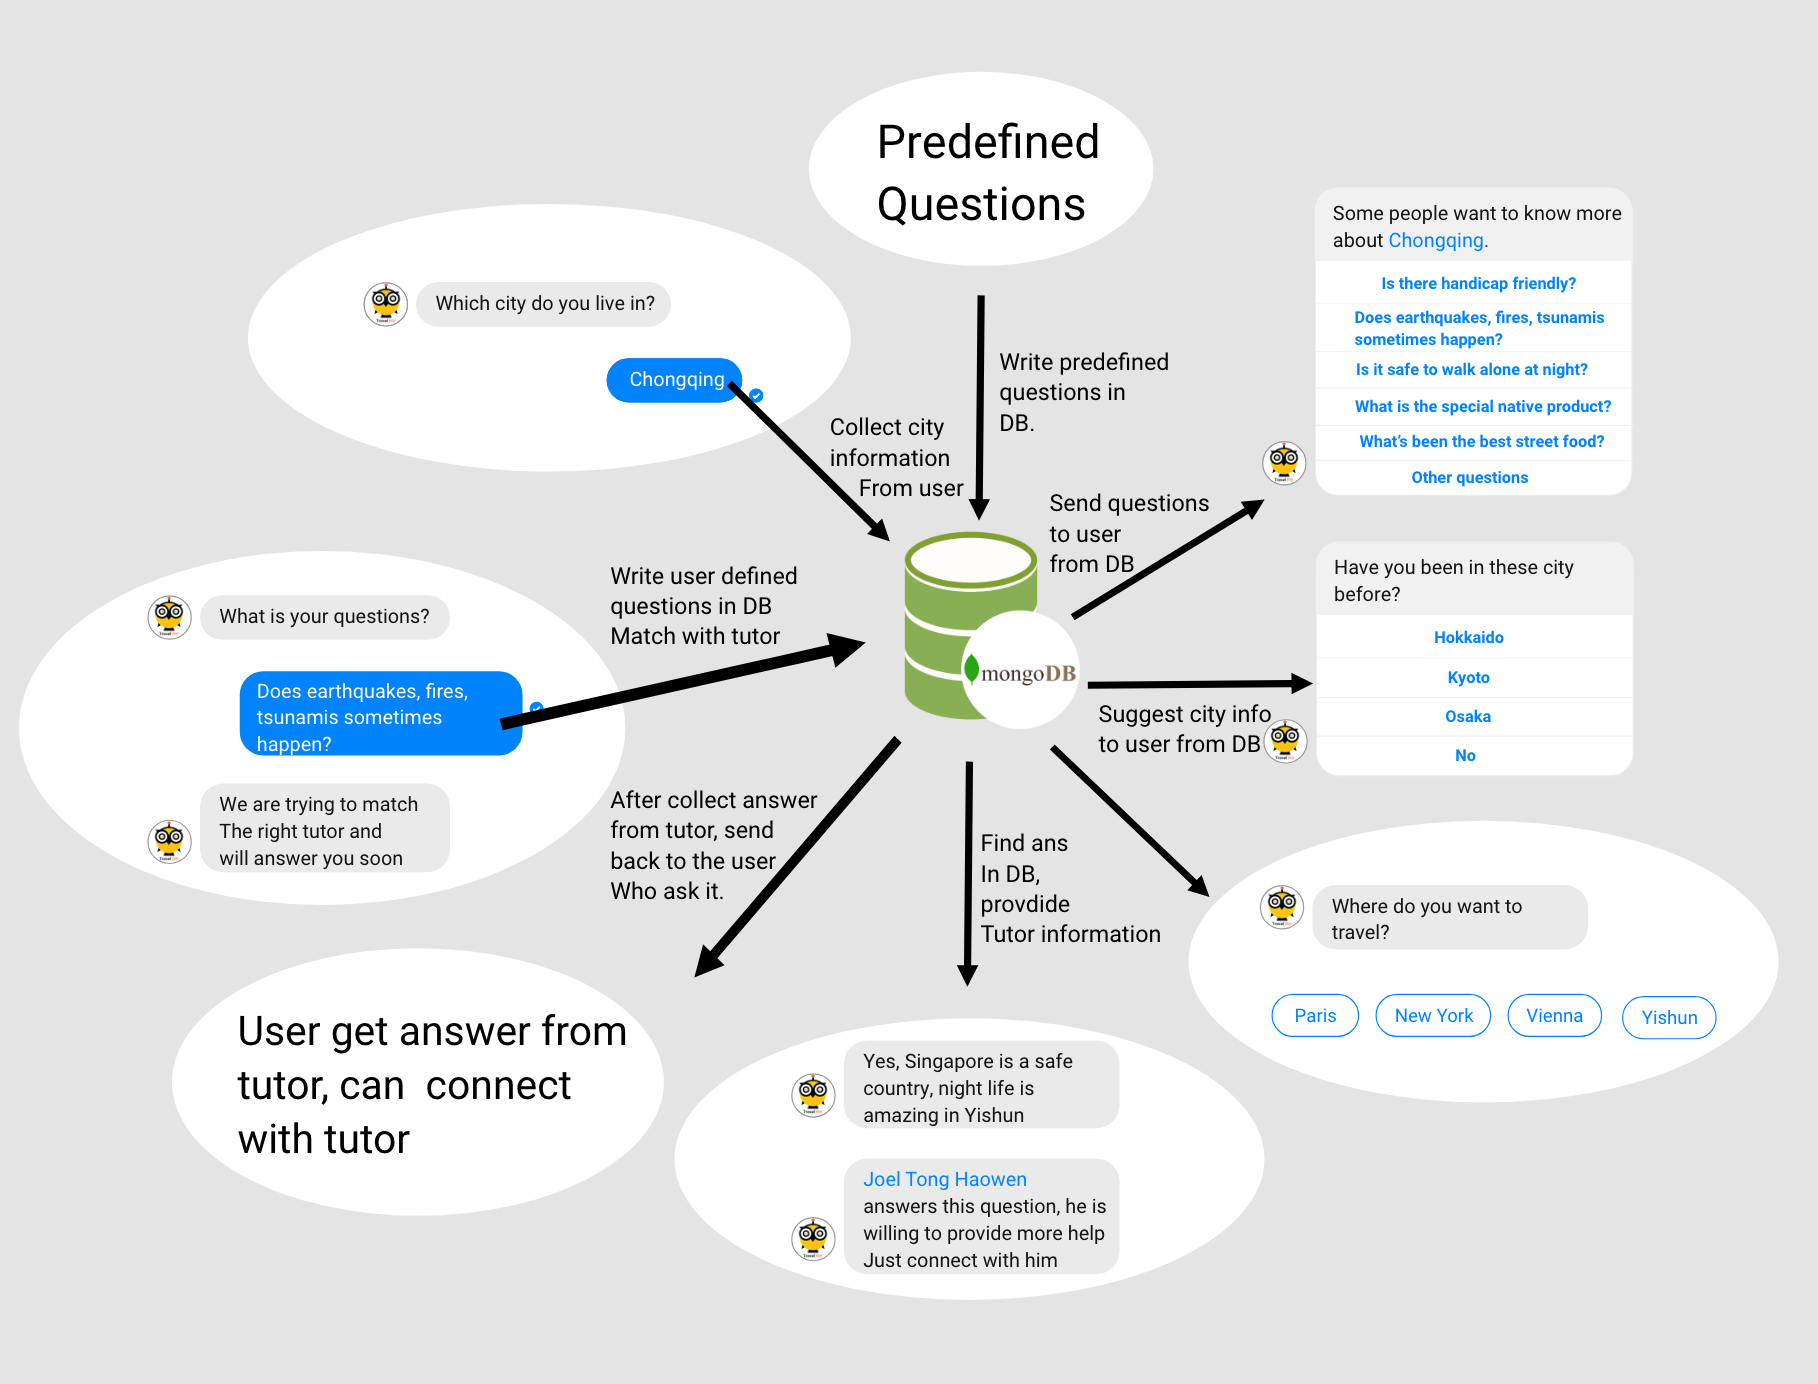 Predefined
Questions
Which city do you live in?
Chongqing
Collect city
information
From user
Write predefined
questions in
DB.
Some people want to know more
about Chongqing.
Is there handicap friendly?
Does earthquakes, fires, tsunamis
sometimes happen?
Is it safe to walk alone at night?
What is the special native product?
What's been the best street food?
Other questions
Send questions
to user
from DB
What is your questions?
Does earthquakes, fires,
tsunamis sometimes
happen?
We are trying to match
The right tutor and
will answer you soon
Write user defined
questions in DB
Match with tutor
mongoDB
Have you been in these city
before?
Hokkaido
Kyoto
Osaka
No
Suggest city info
to user from DB
After collect answer
from tutor, send
back to the user
Who ask it.
Find ans
In DB,
provdide
Tutor information
Where do you want to
travel?
Paris
New York
Vienna
Yishun
User get answer from
tutor, can connect
with tutor
Yes, Singapore is a safe
country, night life is
amazing in Yishun
Joel Tong Haowen
answers this question, he is
willing to provide more help
Just connect with him